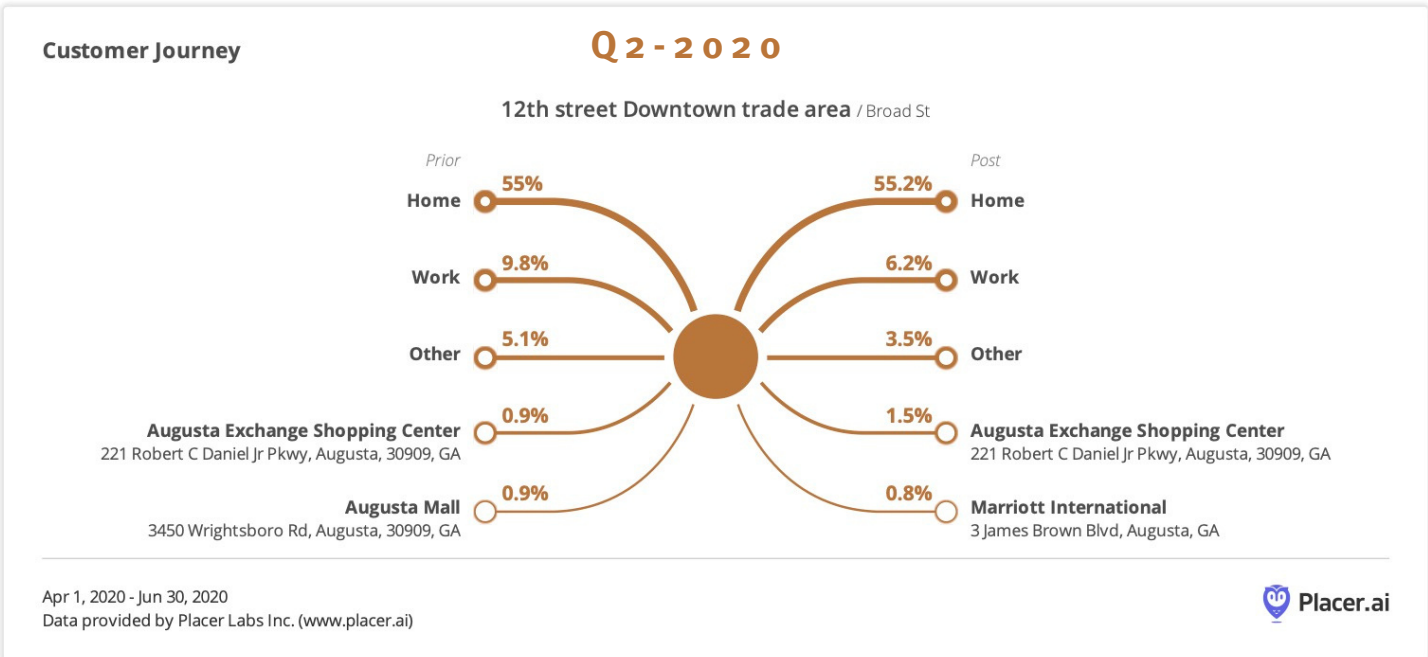 Customer Journey
Q2-2020
12th street Downtown trade area / Broad St
Prior
Home
55%
Work
9.8%
Other
5.1%
Augusta Exchange Shopping Center
221 Robert C Daniel Jr Pkwy, Augusta, 30909, GA
0.9%
Augusta Mall
3450 Wrightsboro Rd, Augusta, 30909, GA
0.9%
Post
55.2%
Home
6.2%
Work
3.5%
Other
1.5%
Augusta Exchange Shopping Center
221 Robert C Daniel Jr Pkwy, Augusta, 30909, GA
0.8%
Marriott International
3 James Brown Blvd, Augusta, GA
Apr 1, 2020 - Jun 30, 2020
Data provided by Placer Labs Inc. (www.placer.ai)
Placer.ai